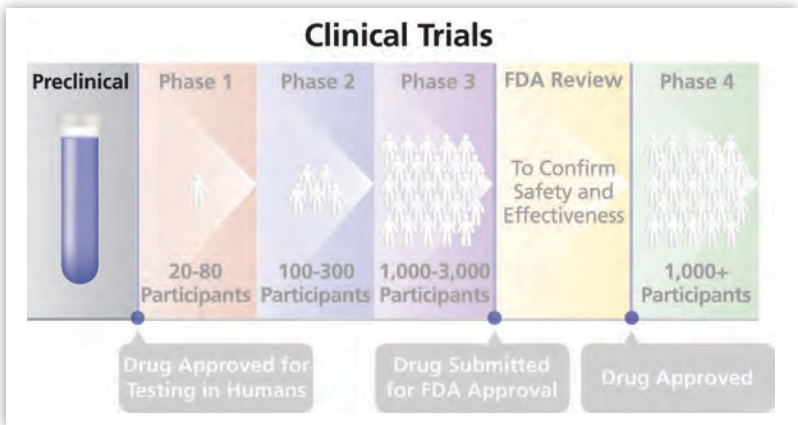 Clinical Trials
Preclinical
Phase 1
Phase 2
Phase 3
FDA Review
Phase 4
To Confirm
Safety and
Effectiveness
20-80
Participants
100-300
Participants
1,000-3,000
Participants
1,000+
Participants
Drug Approved for
Testing in Humans
Drug Submitted
for FDA Approval
Drug Approved